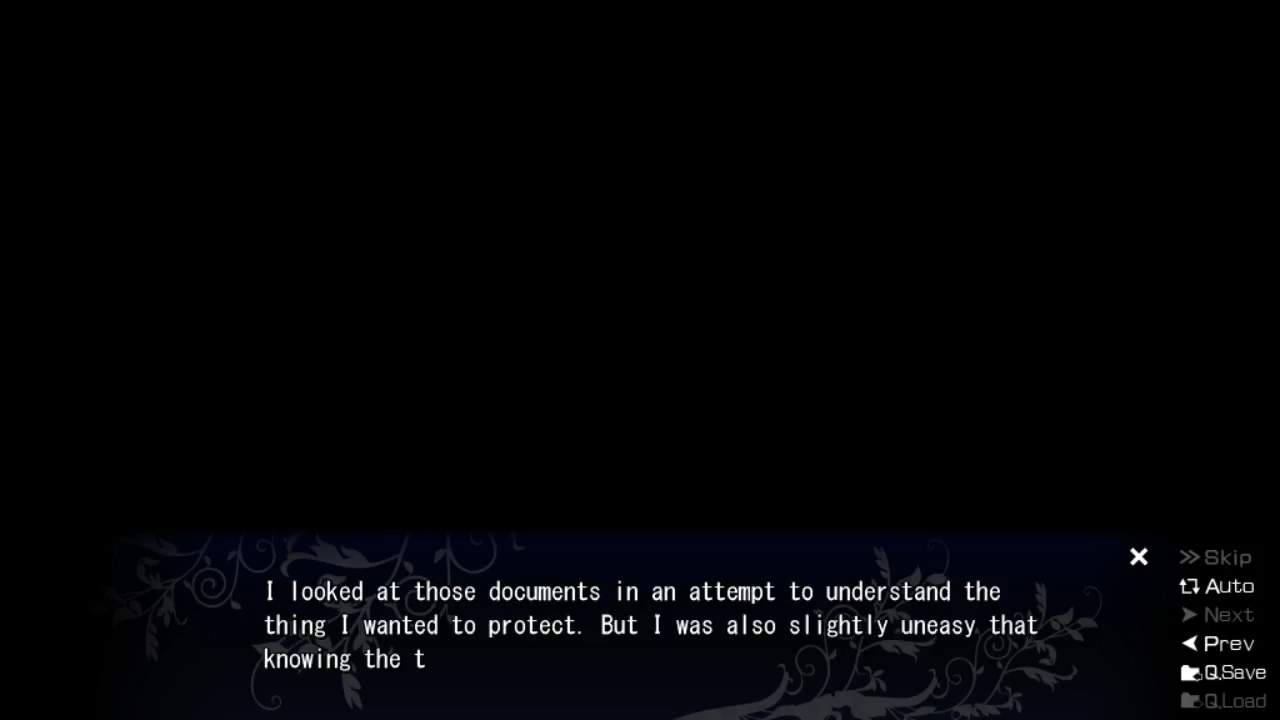 I looked at those documents in an attempt to understand the
thing I wanted to protect. But I was also slightly uneasy that
knowing the t
Skip
Auto
Next
Prev
Q.Save
Q.Load